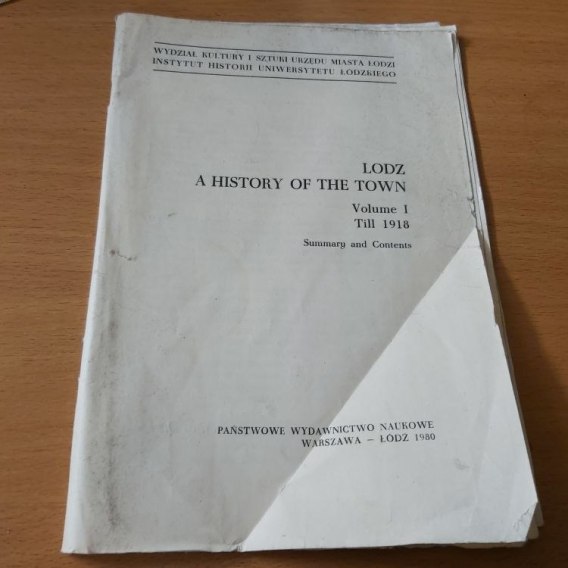 WYDZIAŁ KULTURY I SZTUKI URZĘDU MIASTA ŁODZI
INSTYTUT HISTORII UNIWERSYTETU ŁÓDZKIEGO
LODZ
A HISTORY OF THE TOWN
Volume I
Till 1918
Summary and Contents
PAŃSTWOWE WYDAWNICTWO NAUKOWE
WARSZAWA – ŁÓDŹ 1980